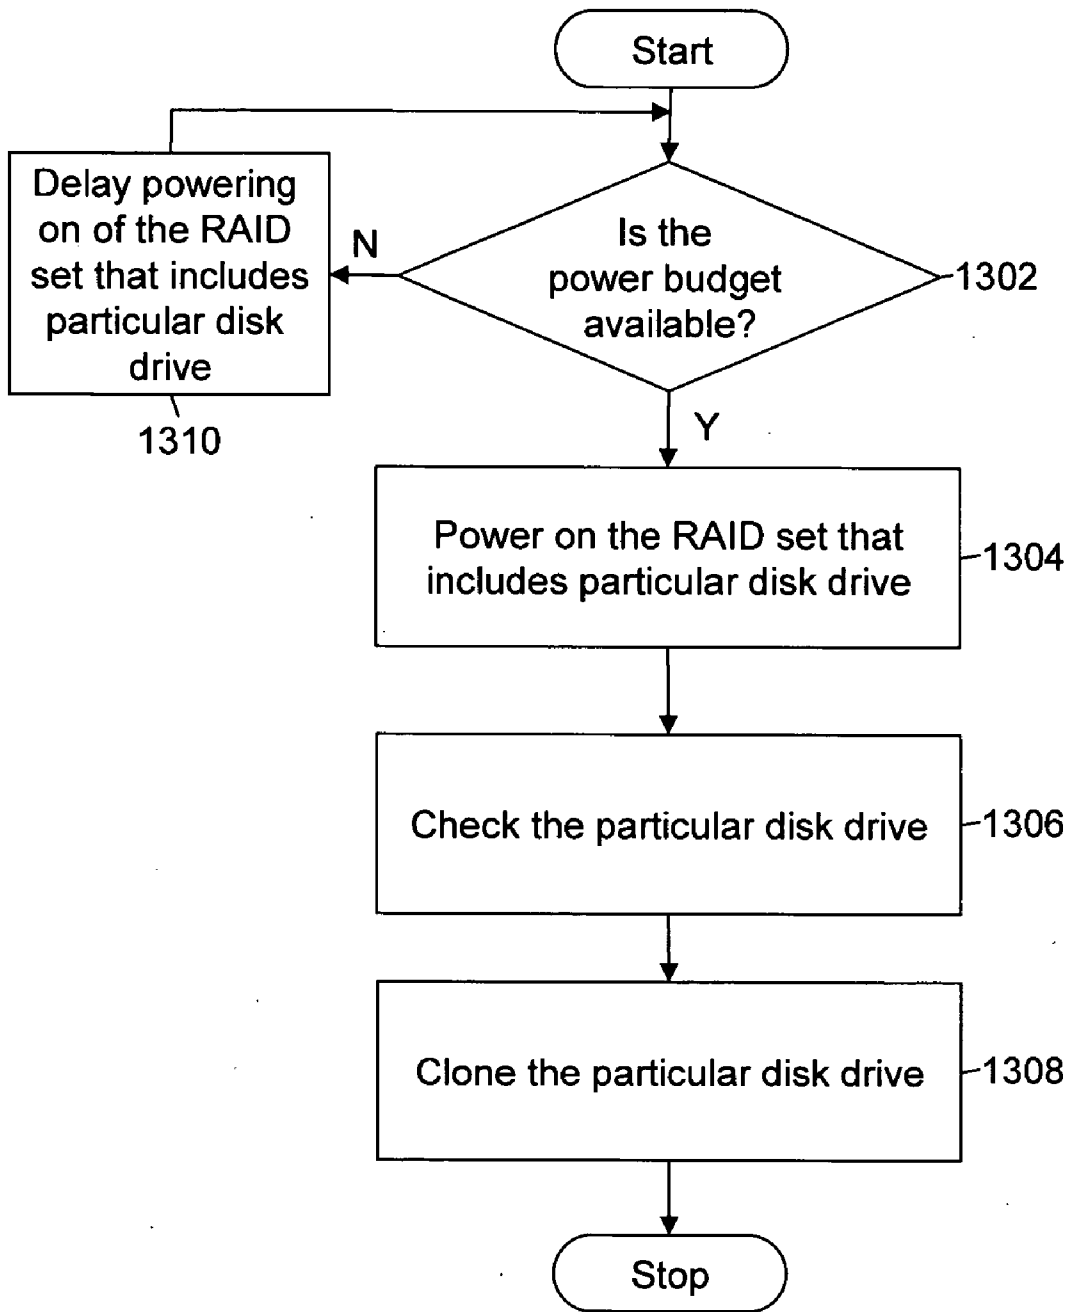 Start
Is the
power budget
available?
1302
N
Delay powering
on of the RAID
set that includes
particular disk
drive
1310
Y
Power on the RAID set that
includes particular disk drive
1304
Check the particular disk drive
1306
Clone the particular disk drive
1308
Stop